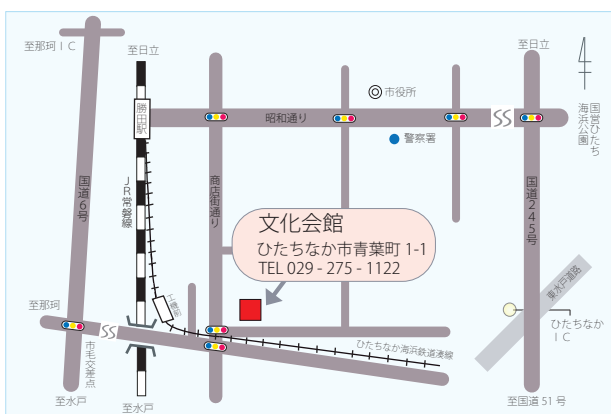 至那珂ＩＣ
至日立
至日立
市役所
勝田駅
昭和通り
国営ひたち
海浜公園
警察署
国道6号
ＪＲ常磐線
商店街通り
国道245号
文化会館
ひたちなか市青葉町 1-1
TEL 029 - 275 - 1122
東水戸道路
工機前
至那珂
ひたちなか
ＩＣ
ひたちなか海浜鉄道湊線
市毛交差点
至水戸
至水戸
至国道 51 号